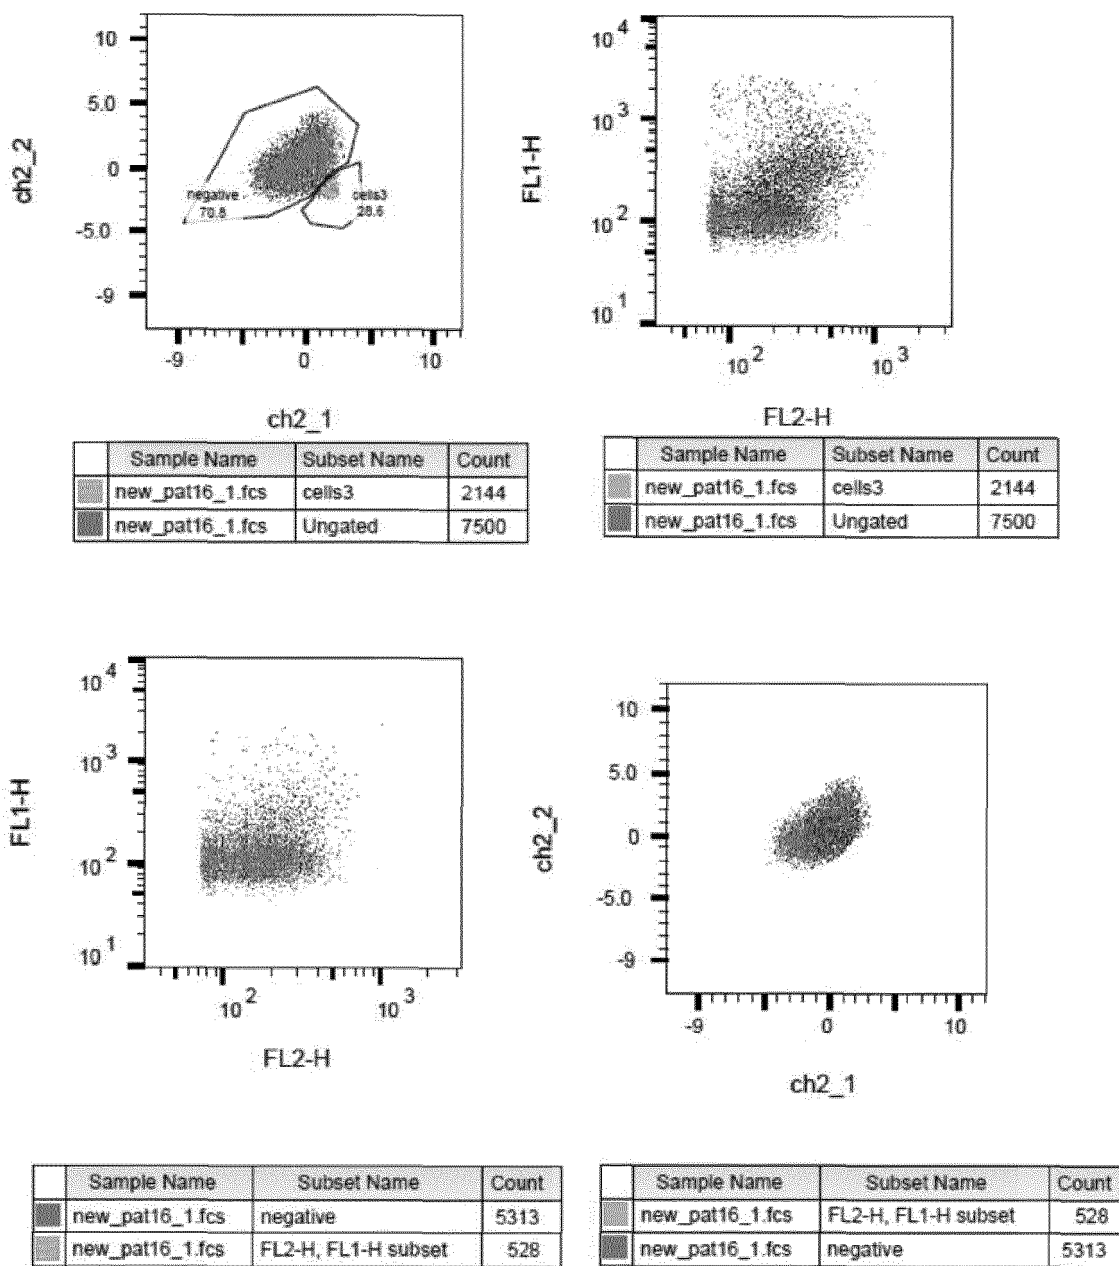 10
5.0
0
-5.0
-9
ch2_2
negative
70.8
cells3
28.6
-9 0 10
ch2_1
10 4
10 3
10 2
10 1
FL1-H
10 2 10 3
FL2-H
Sample Name Subset Name Count
new_pat16_1.fcs cells3 2144
new_pat16_1.fcs Ungated 7500
Sample Name Subset Name Count
new_pat16_1.fcs cells3 2144
new_pat16_1.fcs Ungated 7500
10 4
10 3
10 2
10 1
FL1-H
10 2 10 3
FL2-H
10
5.0
0
-5.0
-9
ch2_2
-9 0 10
ch2_1
Sample Name Subset Name Count
new_pat16_1.fcs negative 5313
new_pat16_1.fcs FL2-H, FL1-H subset 528
Sample Name Subset Name Count
new_pat16_1.fcs FL2-H, FL1-H subset 528
new_pat16_1.fcs negative 5313